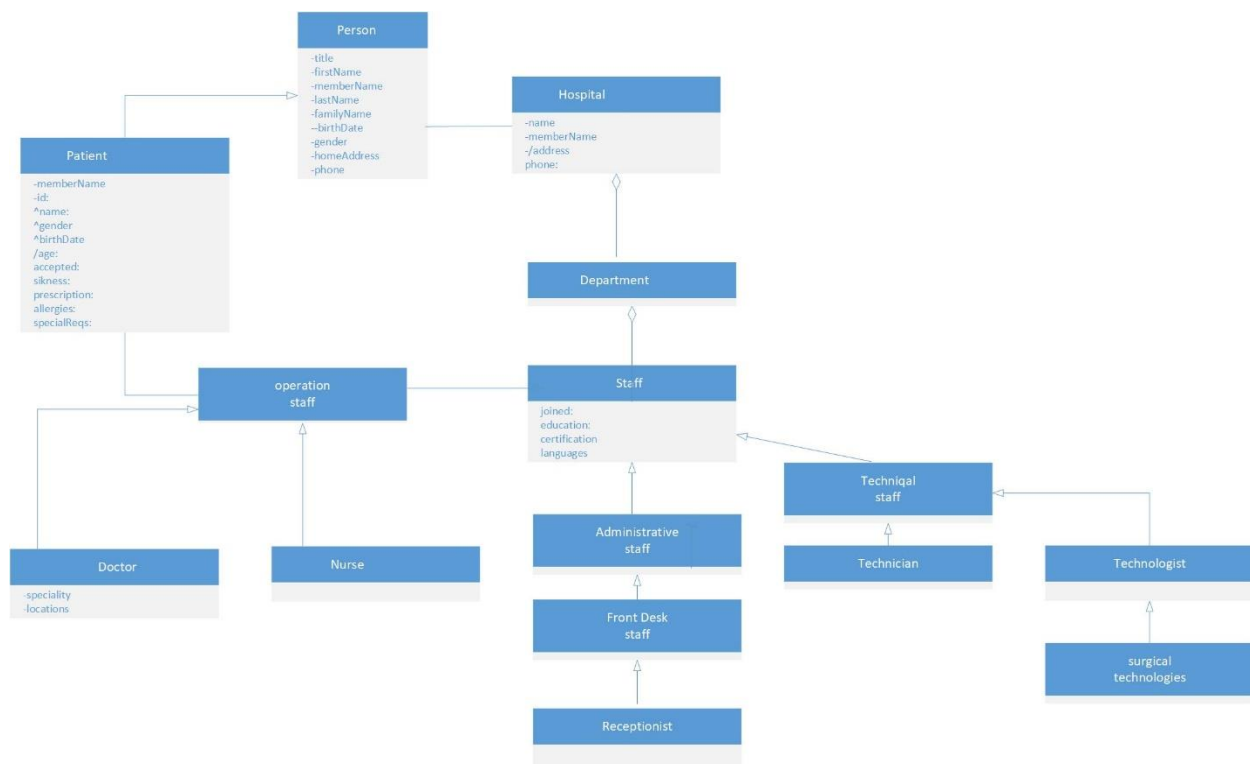 Person
-title
-firstName
-memberName
-lastName
-familyName
--birthDate
-gender
-homeAddress
-phone
Hospital
-name
-memberName
-/address
phone:
Patient
-memberName
-id:
^name:
^gender
^birthDate
/age:
accepted:
sikness:
prescription:
allergies:
specialReqs:
Department
operation
staff
Staff
joined:
education:
certification
languages
Techniqal
staff
Administrative
staff
Doctor
-speciality
-locations
Nurse
Technician
Technologist
Front Desk
staff
surgical
technologies
Receptionist